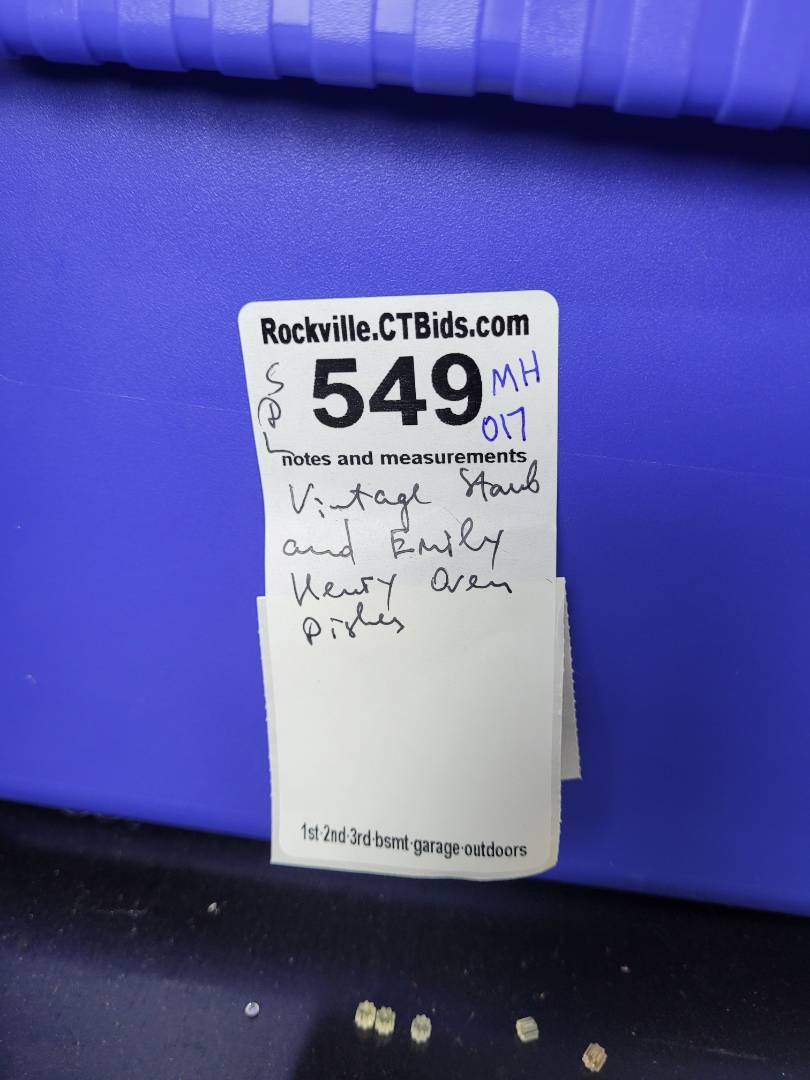 Rockville.CTBids.com
549
MH
017
notes and measurements
Vintage Staub
and Emily
Henry Oven
Dishes
1st·2nd·3rd·bsmt·garage·outdoors